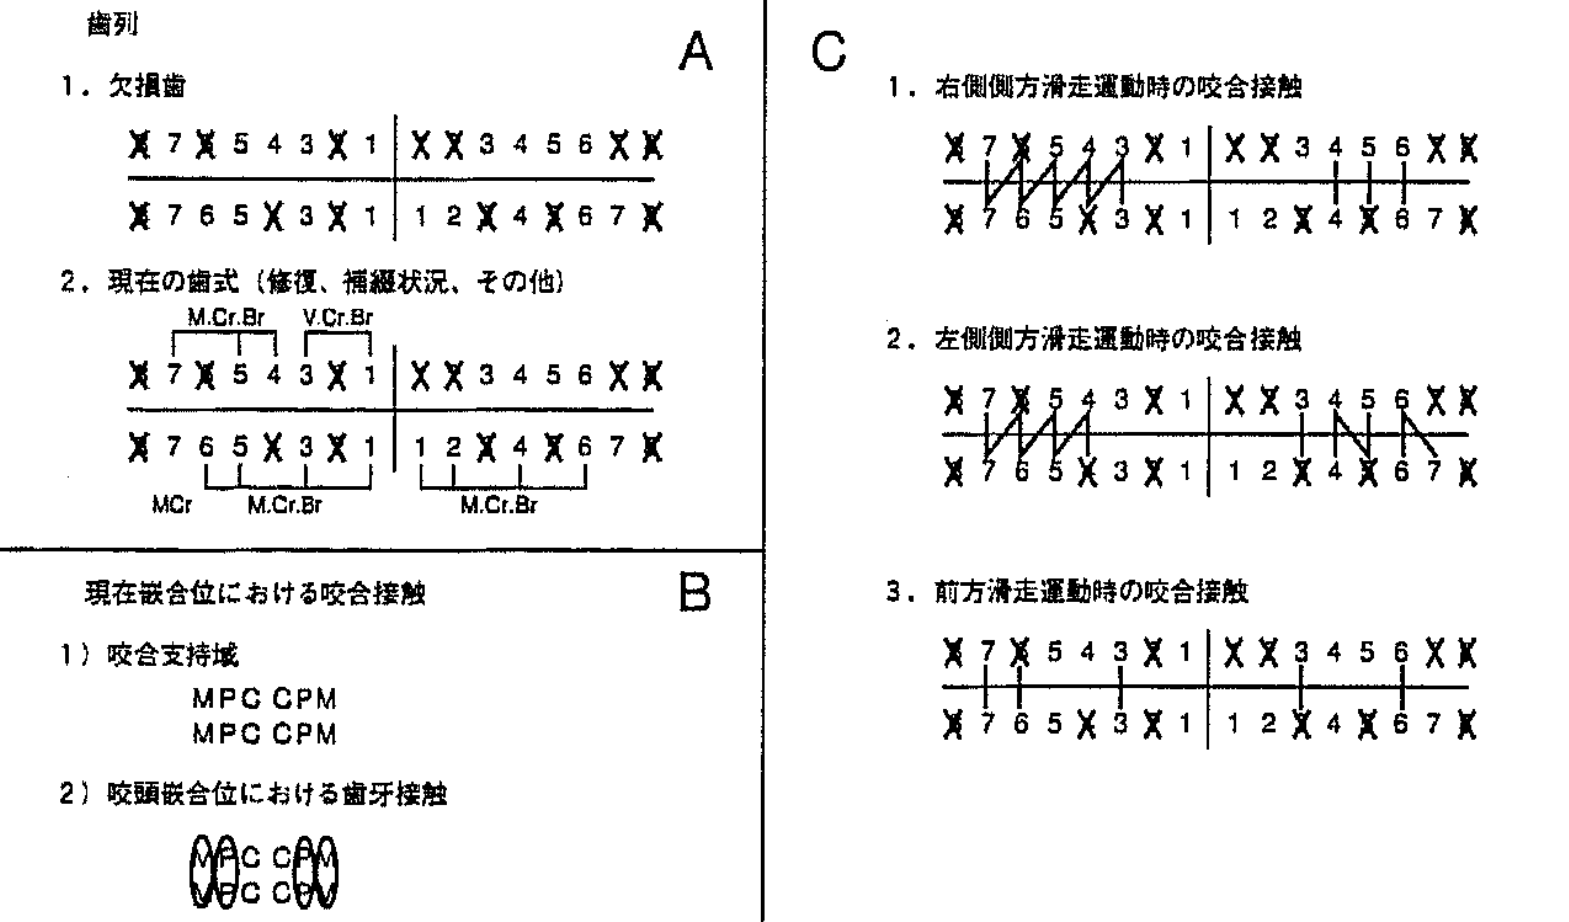 歯列
A
1. 欠損歯
7 5 4 3 1 3 4 5 6
7 6 5 3 1 1 2 4 6 7
2. 現在の歯式（修復、補綴状況、その他）
M.Cr.Br V.Cr.Br
7 5 4 3 1 3 4 5 6
7 6 5 3 1 1 2 4 6 7
MCr M.Cr.Br M.Cr.Br
現在嵌合位における咬合接触
B
1) 咬合支持域
MPC CPM
MPC CPM
2) 咬頭嵌合位における歯牙接触
MPC CPM
MPC CPM
C
1. 右側側方滑走運動時の咬合接触
7 5 4 3 1 3 4 5 6
7 6 5 3 1 1 2 4 6 7
2. 左側側方滑走運動時の咬合接触
7 5 4 3 1 3 4 5 6
7 6 5 3 1 1 2 4 6 7
3. 前方滑走運動時の咬合接触
7 5 4 3 1 3 4 5 6
7 6 5 3 1 1 2 4 6 7